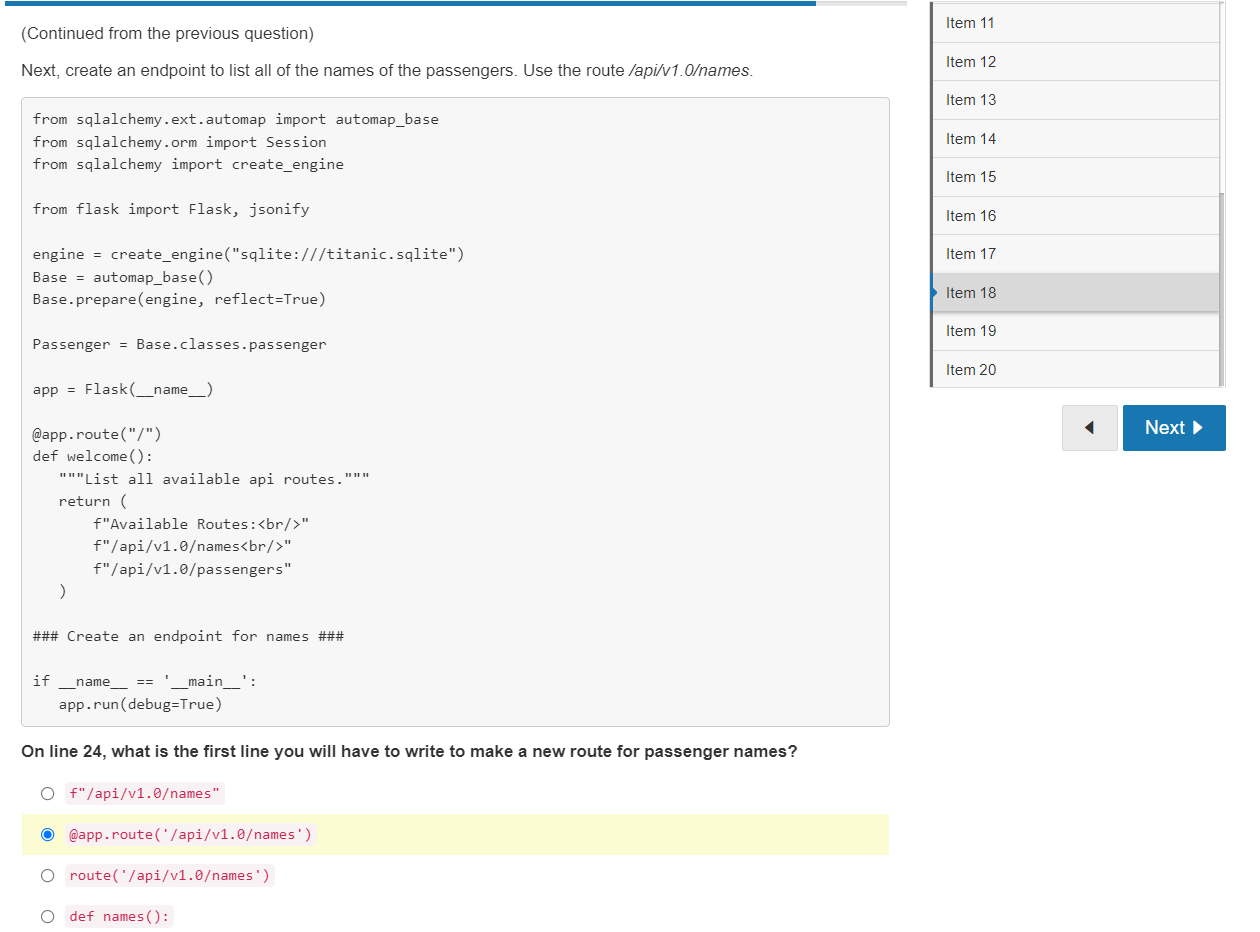 (Continued from the previous question)
Next, create an endpoint to list all of the names of the passengers. Use the route /api/v1.0/names.
from sqlalchemy.ext.automap import automap_base
from sqlalchemy.orm import Session
from sqlalchemy import create_engine
from flask import Flask, jsonify
engine = create_engine("sqlite:///titanic.sqlite")
Base = automap_base()
Base.prepare(engine, reflect=True)
Passenger = Base.classes.passenger
app = Flask(__name__)
@app.route("/")
def welcome():
   """List all available api routes."""
   return (
       f"Available Routes:<br/>"
       f"/api/v1.0/names<br/>"
       f"/api/v1.0/passengers"
   )
### Create an endpoint for names ###
if __name__ == '__main__':
   app.run(debug=True)
On line 24, what is the first line you will have to write to make a new route for passenger names?
f"/api/v1.0/names"
@app.route('/api/v1.0/names')
route('/api/v1.0/names')
def names():
Item 11
Item 12
Item 13
Item 14
Item 15
Item 16
Item 17
Item 18
Item 19
Item 20
Next